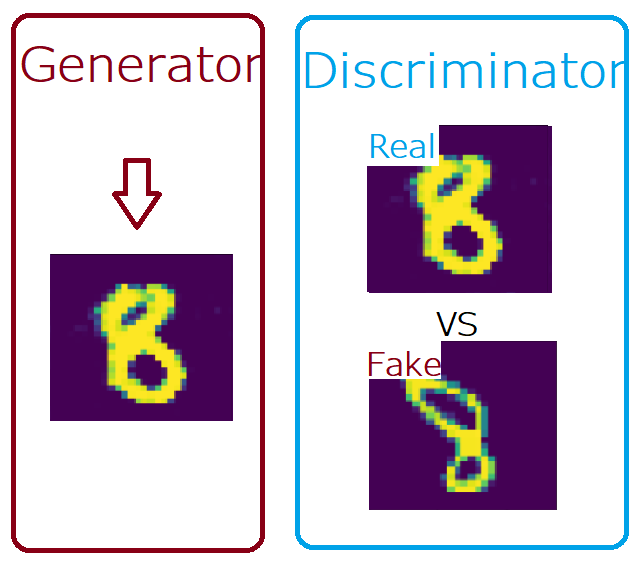 Generator
Discriminator
Real
VS
Fake